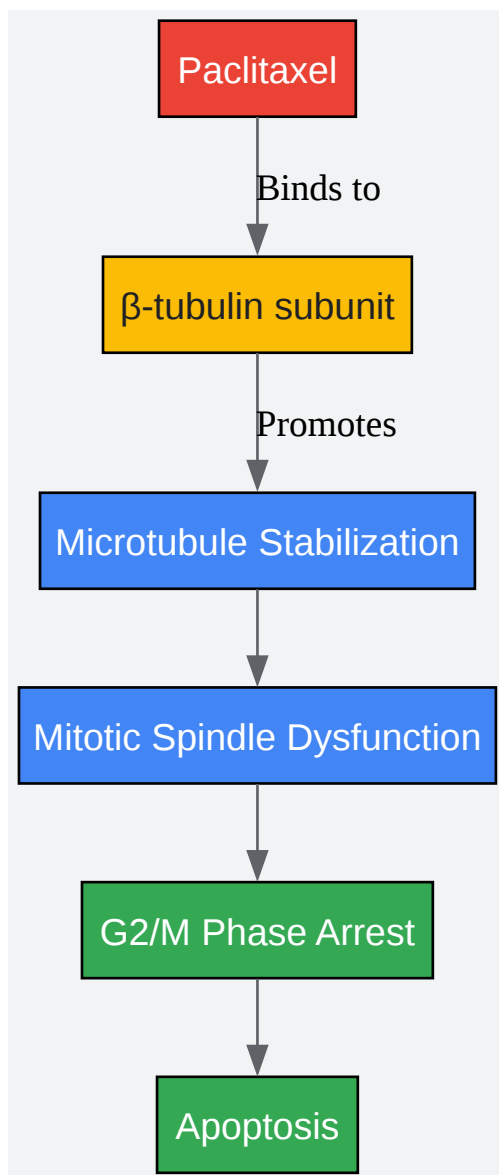 Paclitaxel
Binds to
β-tubulin subunit
Promotes
Microtubule Stabilization
Mitotic Spindle Dysfunction
G2/M Phase Arrest
Apoptosis